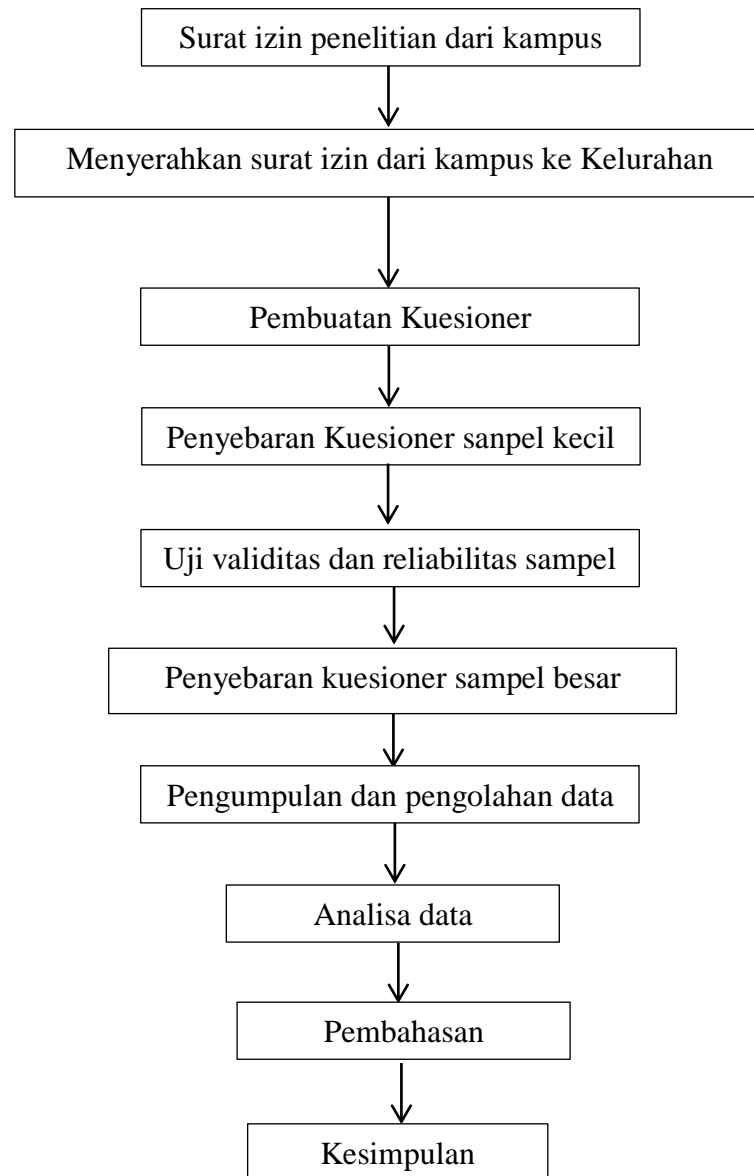 Surat izin penelitian dari kampus
Menyerahkan surat izin dari kampus ke Kelurahan
Pembuatan Kuesioner
Penyebaran Kuesioner sanpel kecil
Uji validitas dan reliabilitas sampel
Penyebaran kuesioner sampel besar
Pengumpulan dan pengolahan data
Analisa data
Pembahasan
Kesimpulan